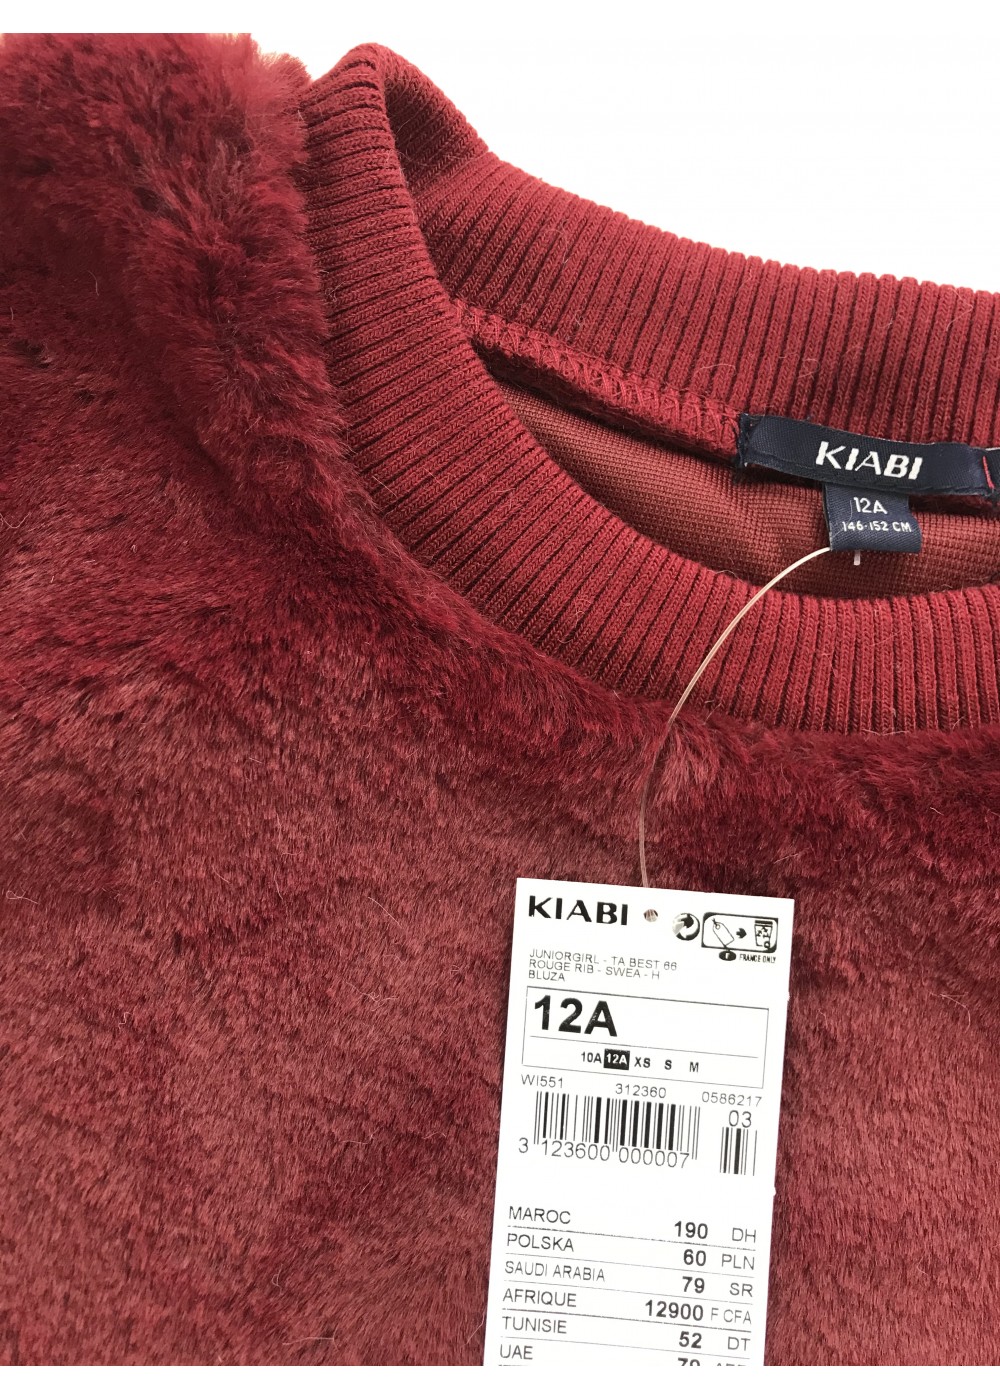 KIABI
12A
146-152 CM
KIABI
FRANCE ONLY
JUNIORGIRL - TA BEST 66
ROUGE RIB - SWEA - H
BLUZA
12A
10A 12A XS S M
WI551 312360 0586217
03
3 123600 000007
MAROC 190 DH
POLSKA 60 PLN
SAUDI ARABIA 79 SR
AFRIQUE 12900 F CFA
TUNISIE 52 DT
UAE